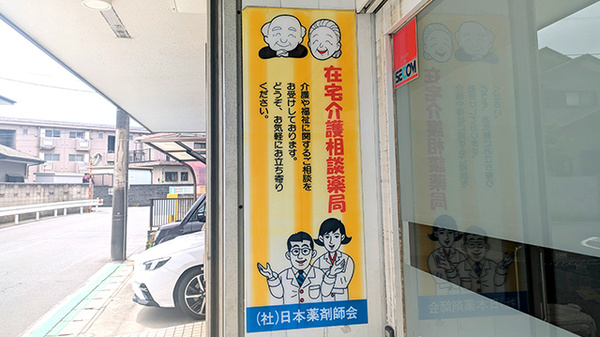 在宅介護相談薬局
介護や福祉に関するご相談を
お受けしております。
どうぞ、お気軽にお立ち寄り
ください。
(社)日本薬剤師会
SECOM